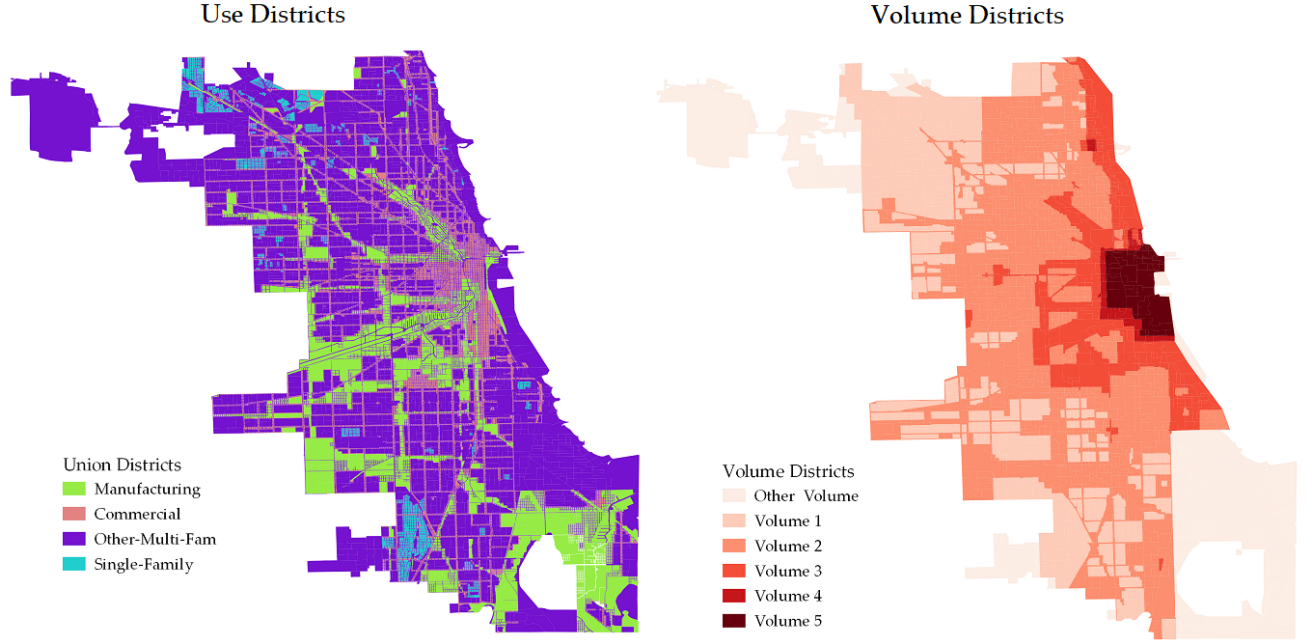 Use Districts
Volume Districts
Union Districts
Manufacturing
Commercial
Other-Multi-Fam
Single-Family
Volume Districts
Other Volume
Volume 1
Volume 2
Volume 3
Volume 4
Volume 5